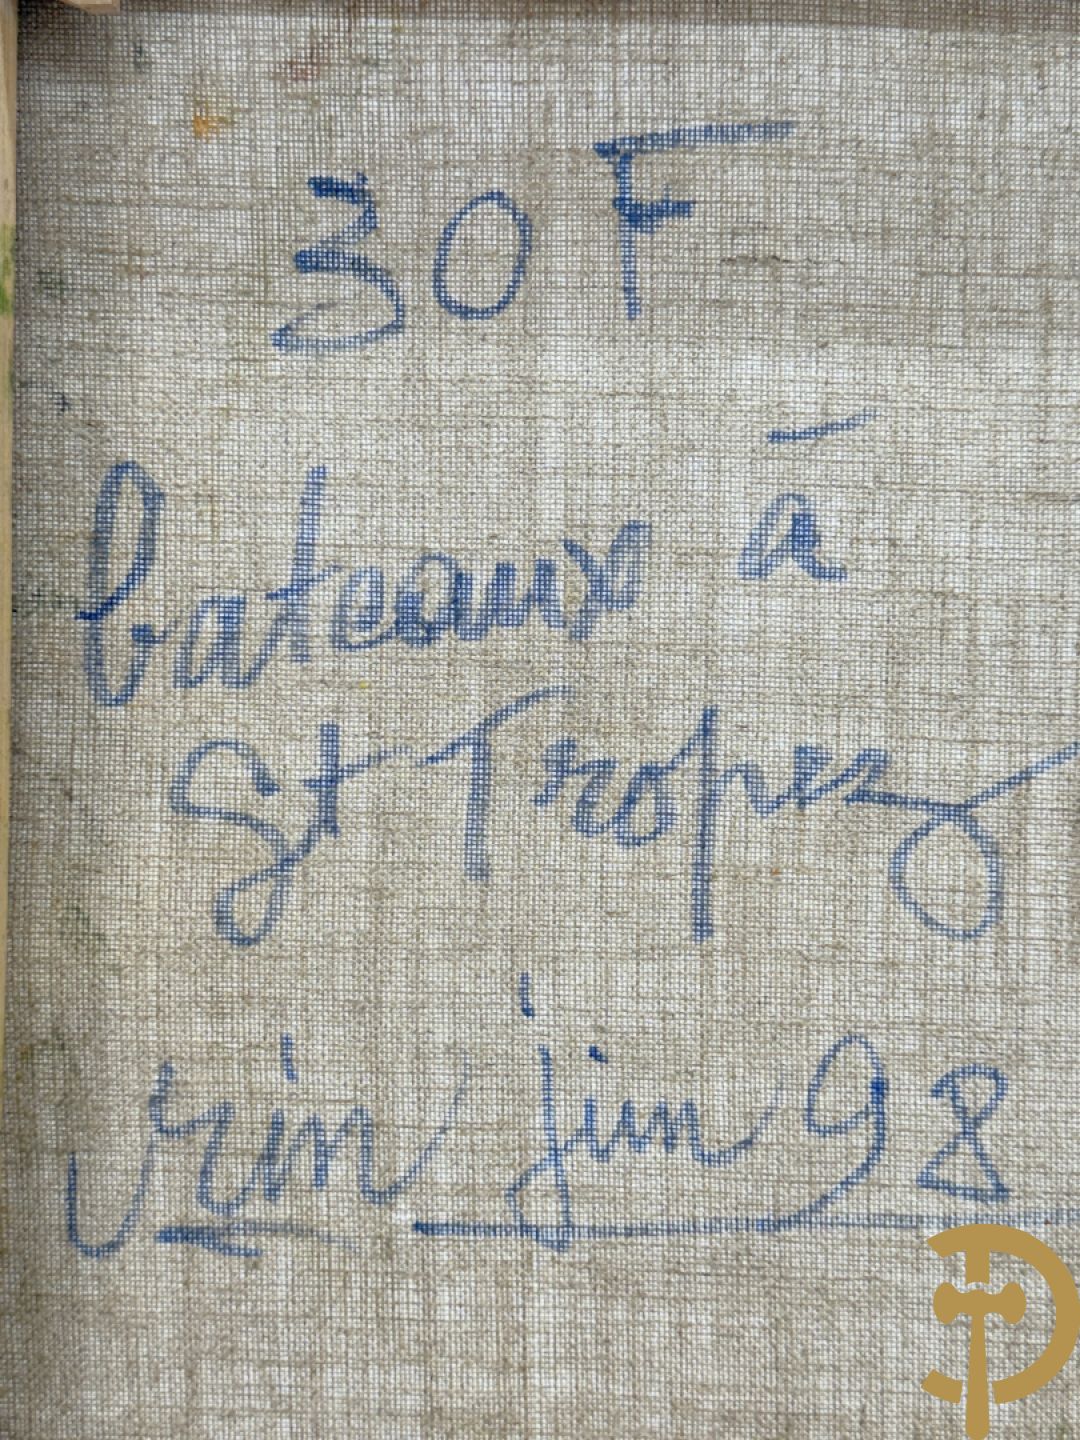 30 F
bateaux à
St Tropez
juin 98